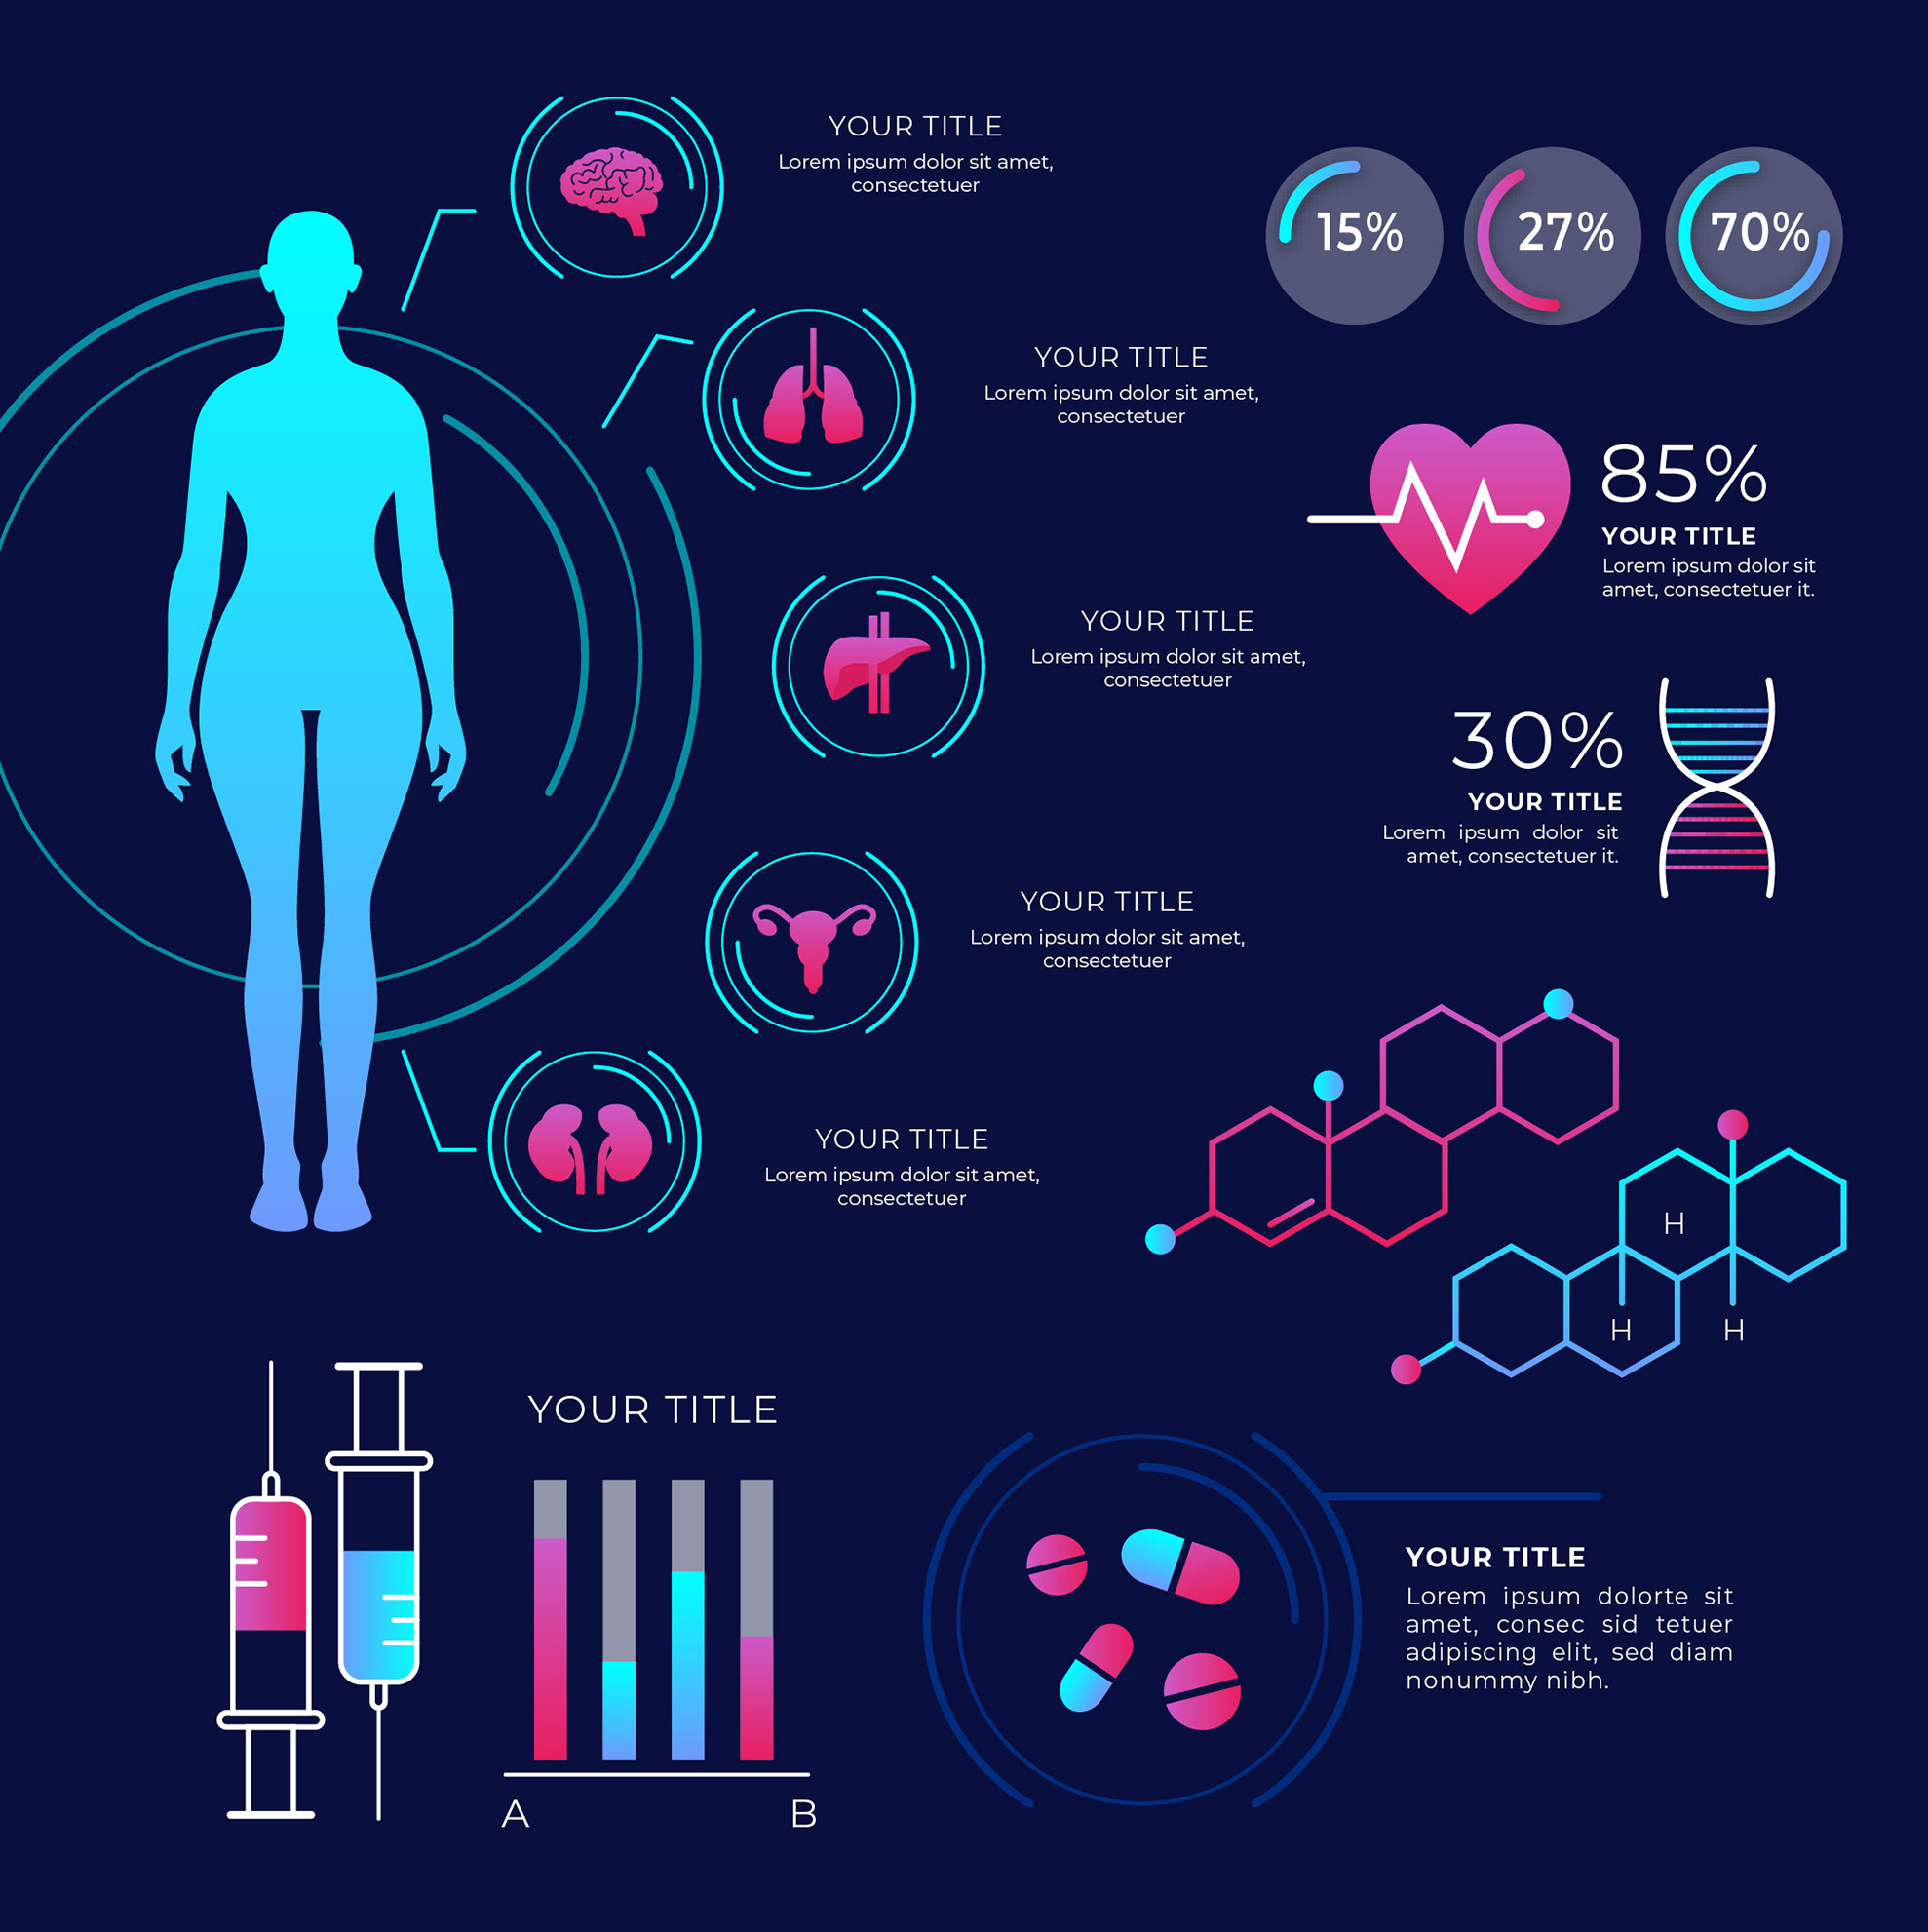 YOUR TITLE
Lorem ipsum dolor sit amet,
consectetuer
15%
27%
70%
YOUR TITLE
Lorem ipsum dolor sit amet,
consectetuer
85%
YOUR TITLE
Lorem ipsum dolor sit
amet, consectetuer it.
YOUR TITLE
Lorem ipsum dolor sit amet,
consectetuer
30%
YOUR TITLE
Lorem ipsum dolor sit
amet, consectetuer it.
YOUR TITLE
Lorem ipsum dolor sit amet,
consectetuer
YOUR TITLE
Lorem ipsum dolor sit amet,
consectetuer
H
H
H
YOUR TITLE
A
B
YOUR TITLE
Lorem ipsum dolorte sit
amet, consec sid tetuer
adipiscing elit, sed diam
nonummy nibh.